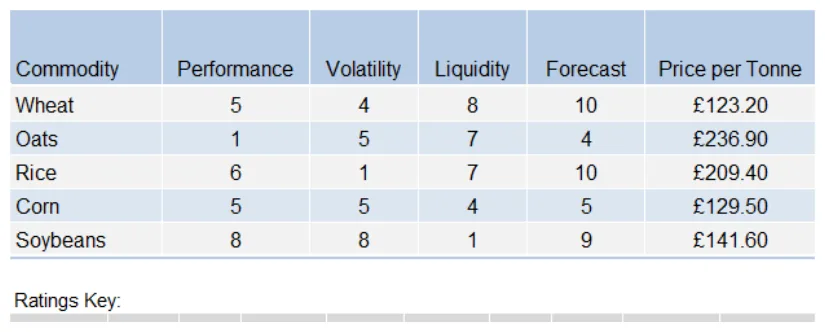 Commodity Performance Volatility Liquidity Forecast Price per Tonne
Wheat 5 4 8 10 £123.20
Oats 1 5 7 4 £236.90
Rice 6 1 7 10 £209.40
Corn 5 5 4 5 £129.50
Soybeans 8 8 1 9 £141.60
Ratings Key: